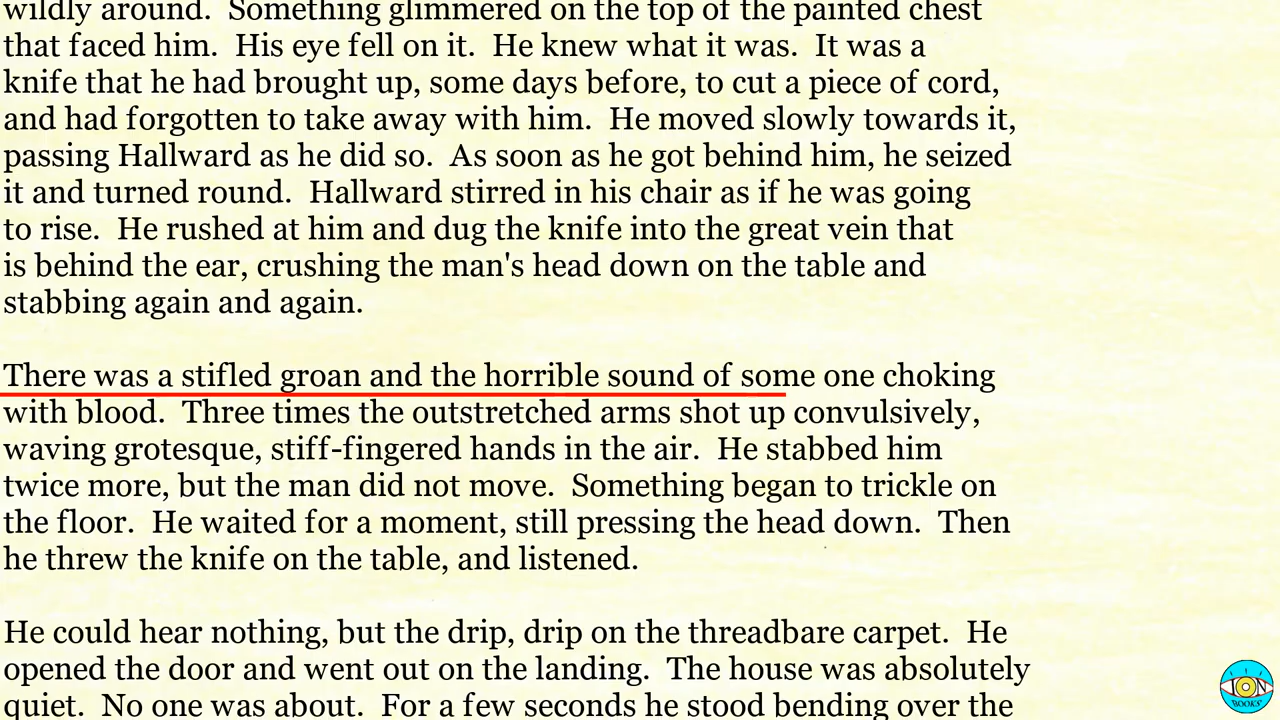 wildly around.  Something glimmered on the top of the painted chest
that faced him.  His eye fell on it.  He knew what it was.  It was a
knife that he had brought up, some days before, to cut a piece of cord,
and had forgotten to take away with him.  He moved slowly towards it,
passing Hallward as he did so.  As soon as he got behind him, he seized
it and turned round.  Hallward stirred in his chair as if he was going
to rise.  He rushed at him and dug the knife into the great vein that
is behind the ear, crushing the man's head down on the table and
stabbing again and again.
There was a stifled groan and the horrible sound of some one choking
with blood.  Three times the outstretched arms shot up convulsively,
waving grotesque, stiff-fingered hands in the air.  He stabbed him
twice more, but the man did not move.  Something began to trickle on
the floor.  He waited for a moment, still pressing the head down.  Then
he threw the knife on the table, and listened.
He could hear nothing, but the drip, drip on the threadbare carpet.  He
opened the door and went out on the landing.  The house was absolutely
quiet.  No one was about.  For a few seconds he stood bending over the
ION
BOOKS